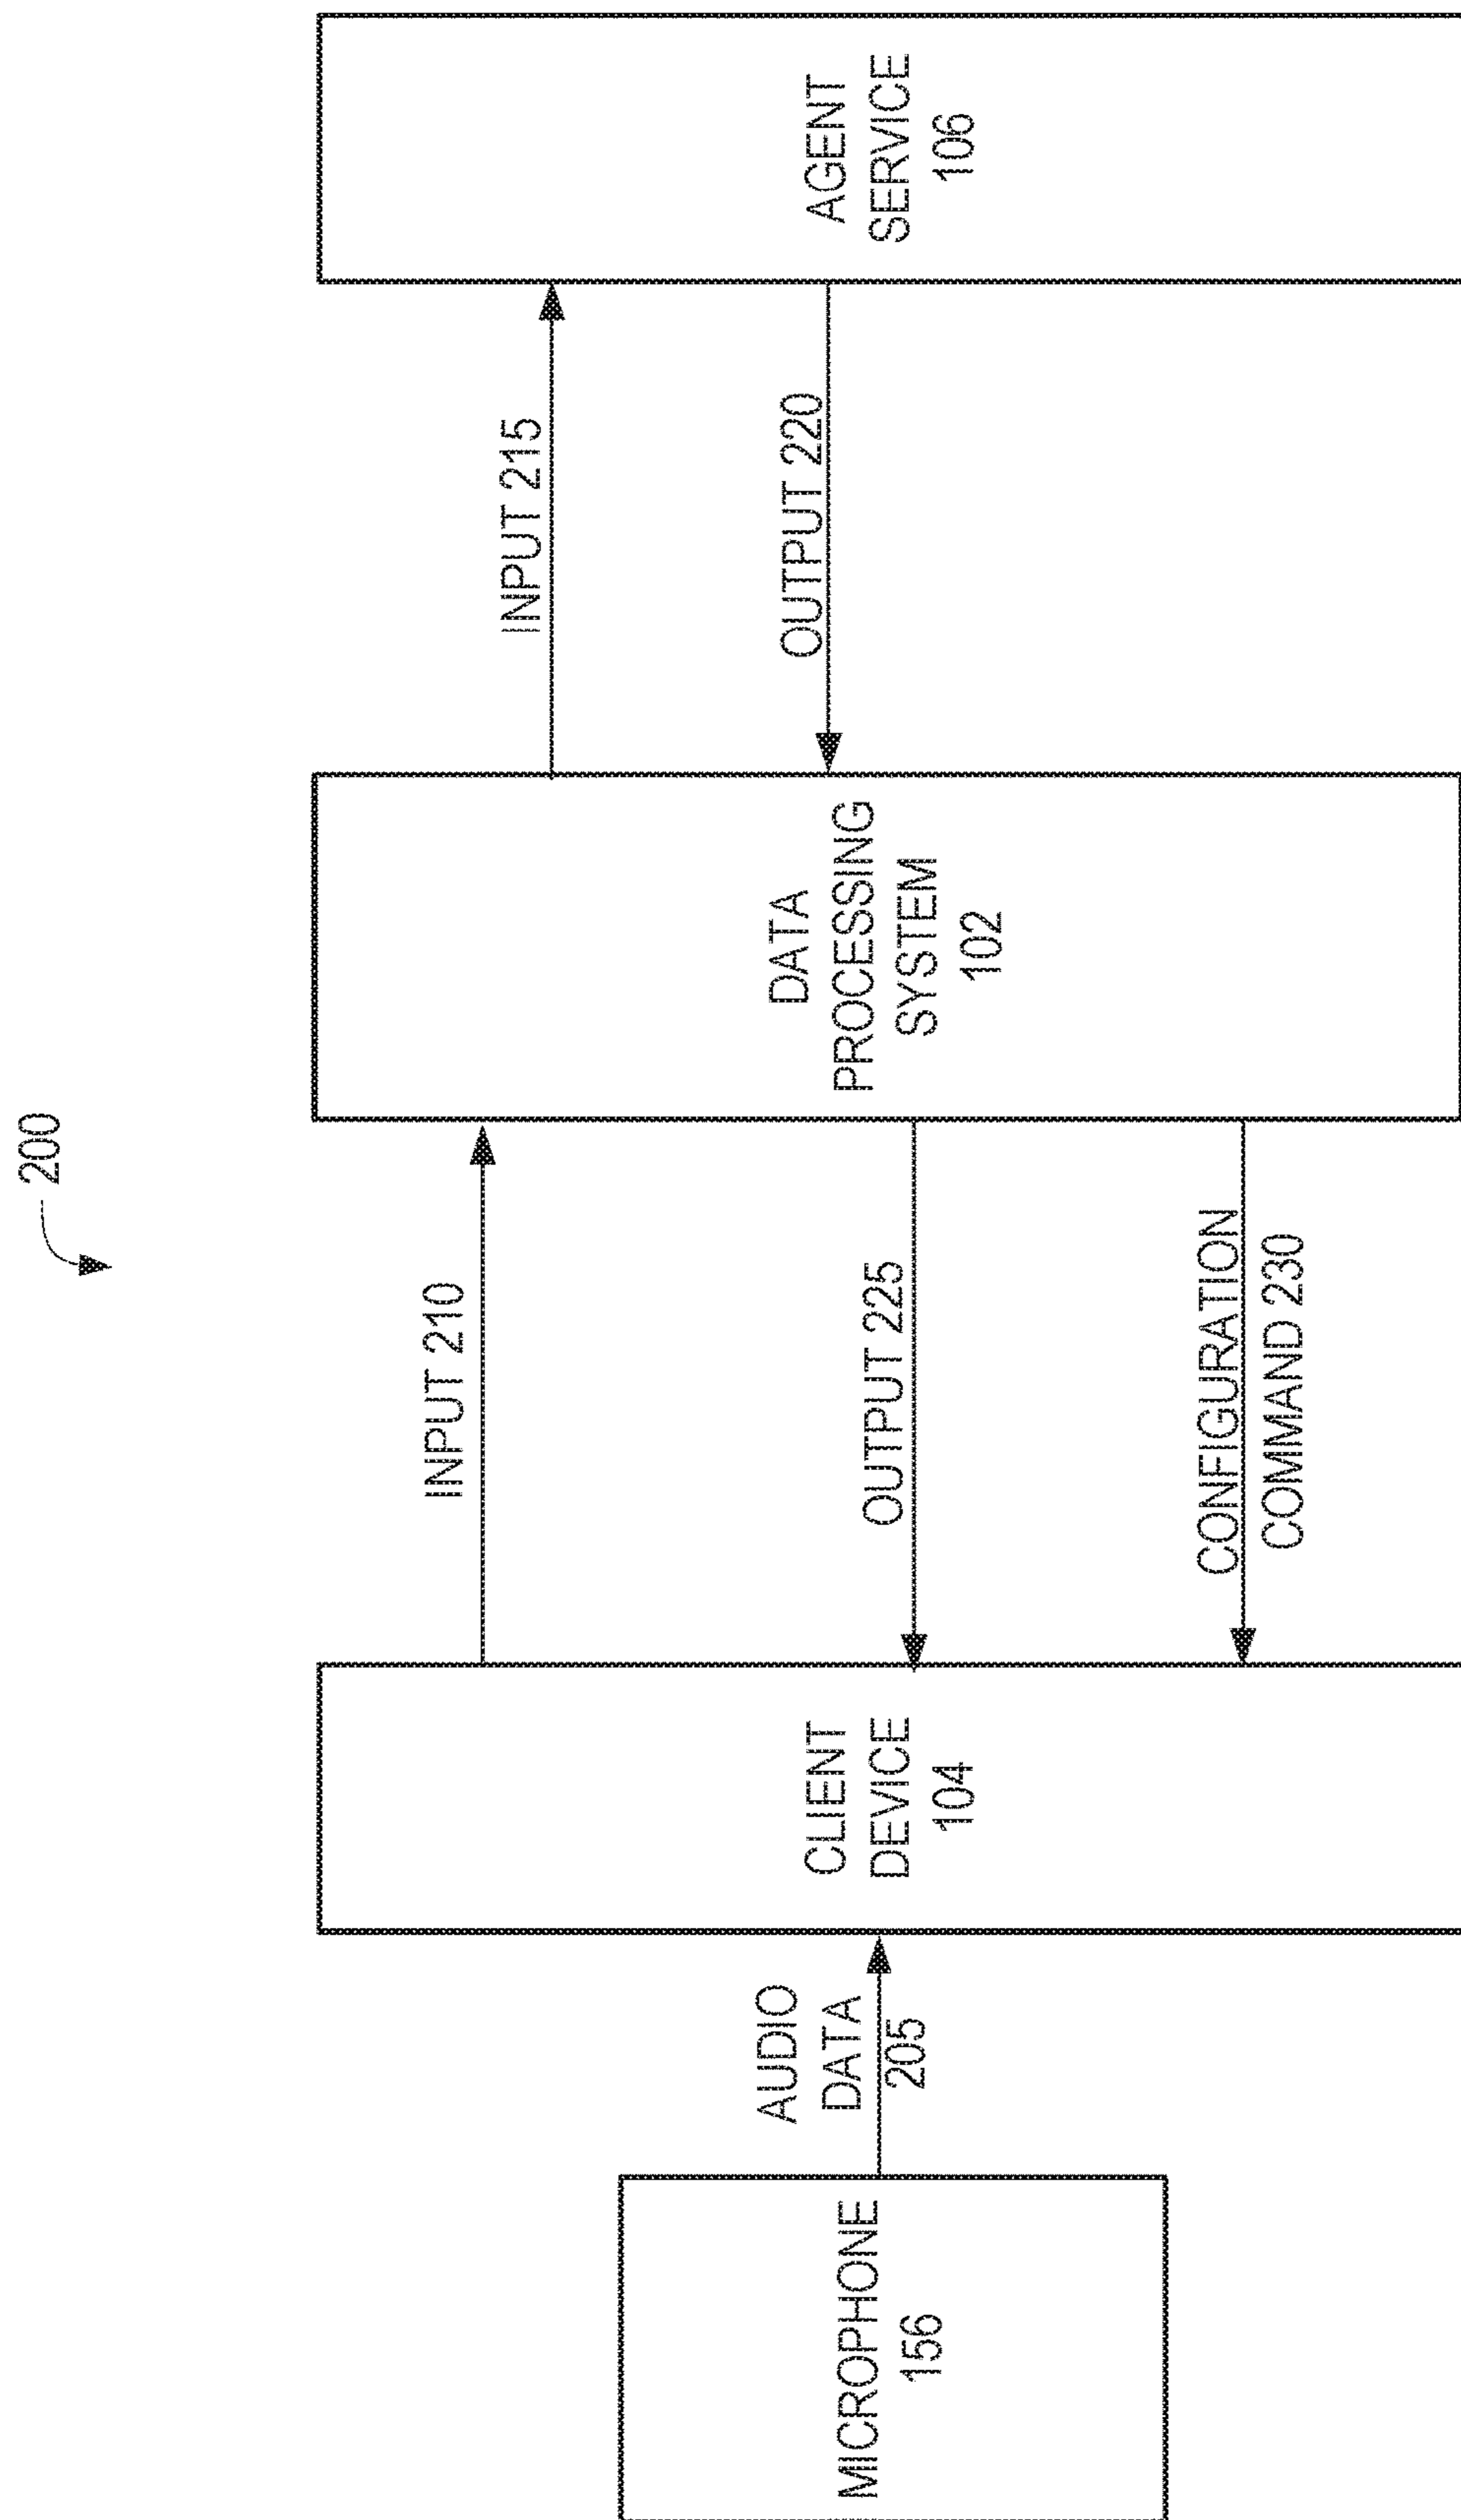 200
MICROPHONE
156
AUDIO
DATA
205
CLIENT
DEVICE
104
INPUT 210
OUTPUT 225
CONFIGURATION
COMMAND 230
DATA
PROCESSING
SYSTEM
102
INPUT 215
OUTPUT 220
AGENT
SERVICE
106